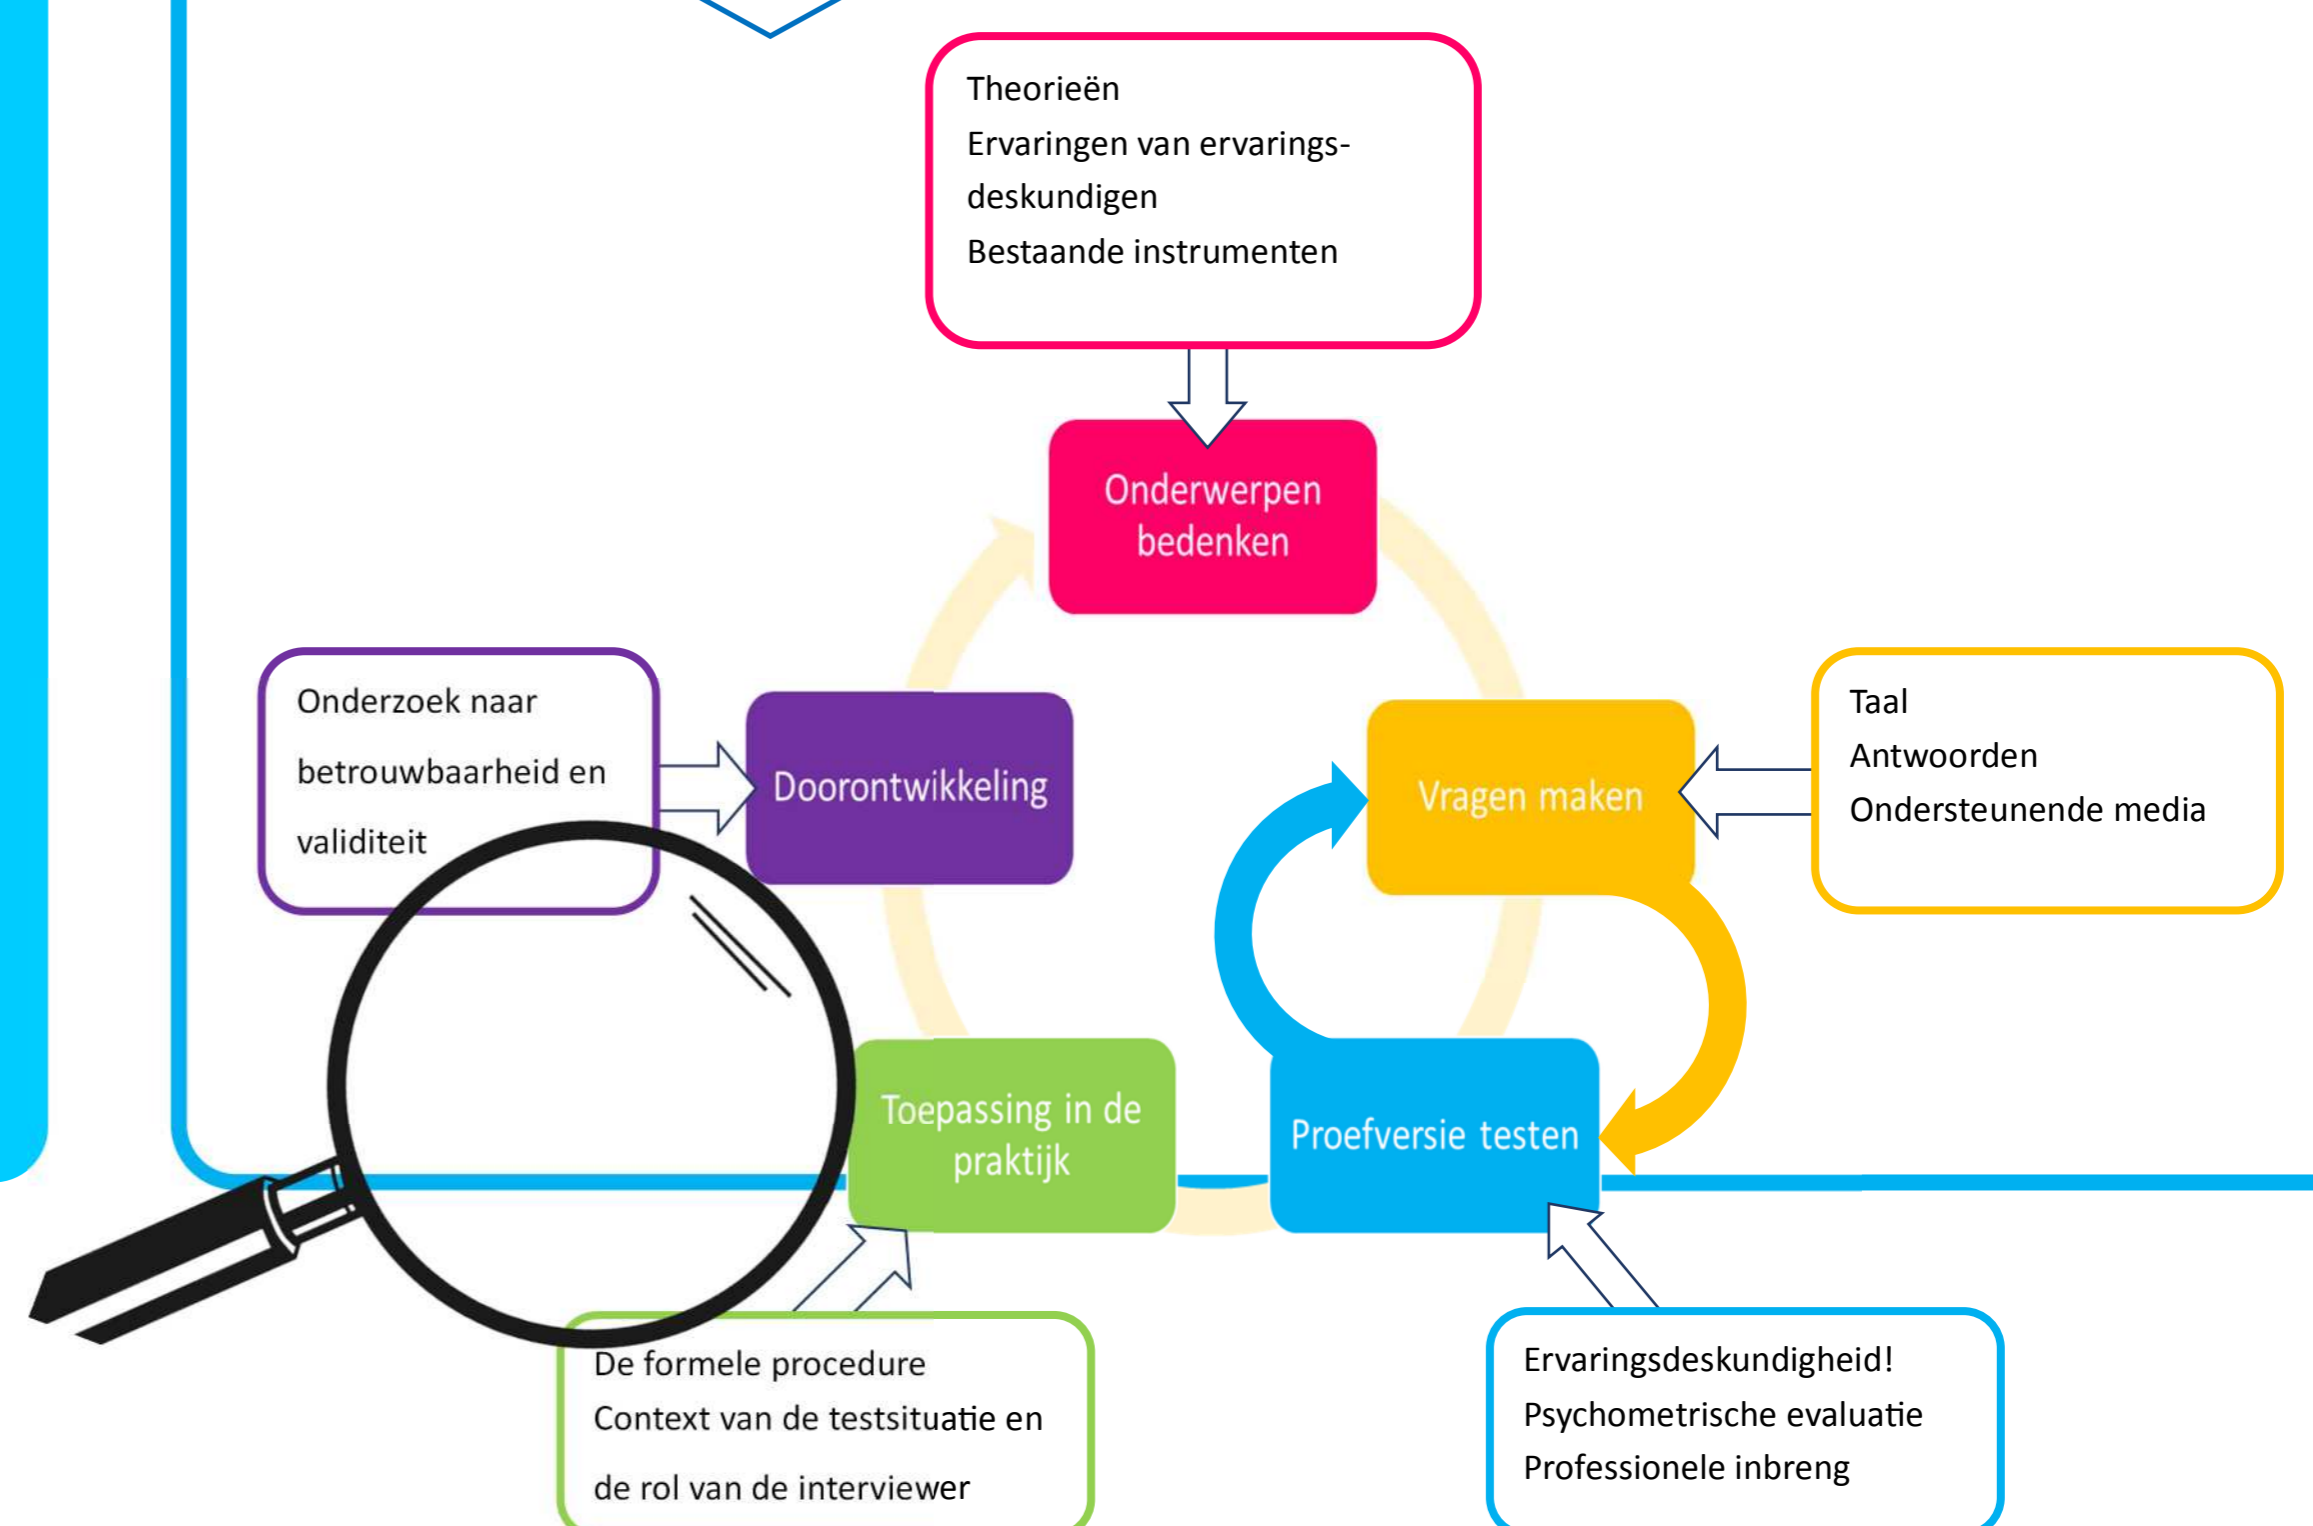 Theorieën
Ervaringen van ervarings-
deskundigen
Bestaande instrumenten
Onderwerpen
bedenken
Onderzoek naar
betrouwbaarheid en
validiteit
Doorontwikkeling
Vragen maken
Taal
Antwoorden
Ondersteunende media
Toepassing in de
praktijk
Proefversie testen
De formele procedure
Context van de testsituatie en
de rol van de interviewer
Ervaringsdeskundigheid!
Psychometrische evaluatie
Professionele inbreng